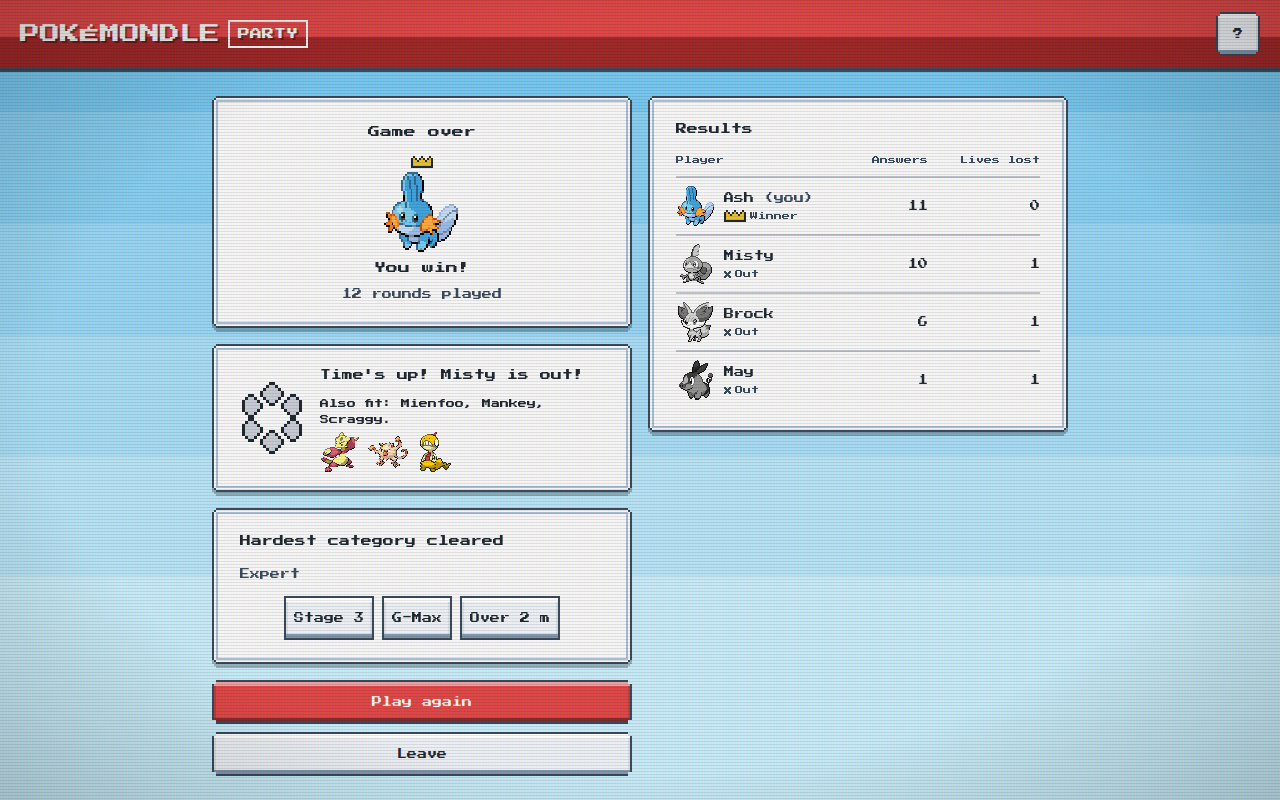 POKéMONDLE PARTY
?
Game over
You win!
12 rounds played
Time's up! Misty is out!
Also fit: Mienfoo, Mankey,
Scraggy.
Hardest category cleared
Expert
Stage 3 G-Max Over 2 m
Play again
Leave
Results
Player Answers Lives lost
Ash (you) 11 0
Winner
Misty 10 1
x Out
Brock 6 1
x Out
May 1 1
x Out